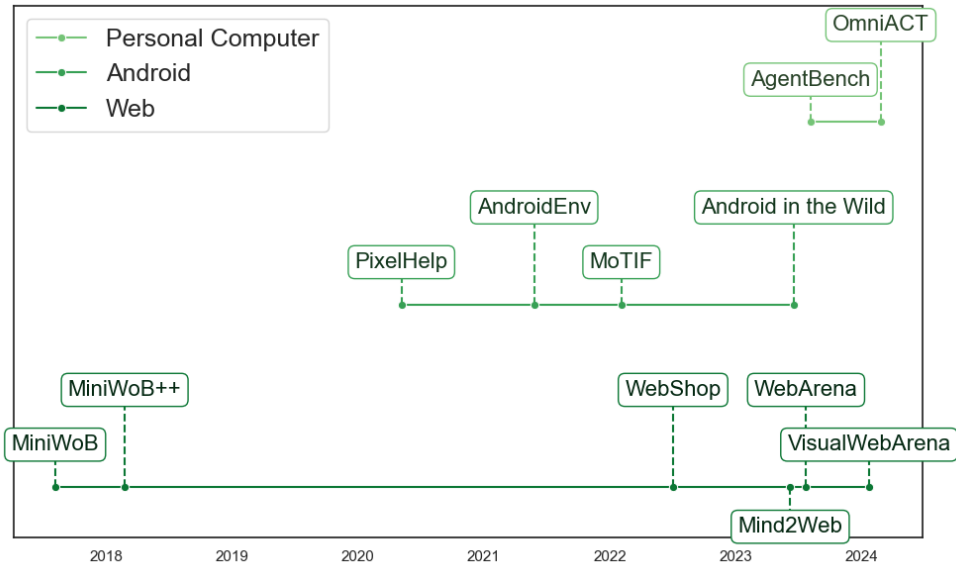 Personal Computer
Android
Web
OmniACT
AgentBench
AndroidEnv
Android in the Wild
PixelHelp
MoTIF
MiniWoB++
WebShop
WebArena
MiniWoB
VisualWebArena
Mind2Web
2018
2019
2020
2021
2022
2023
2024